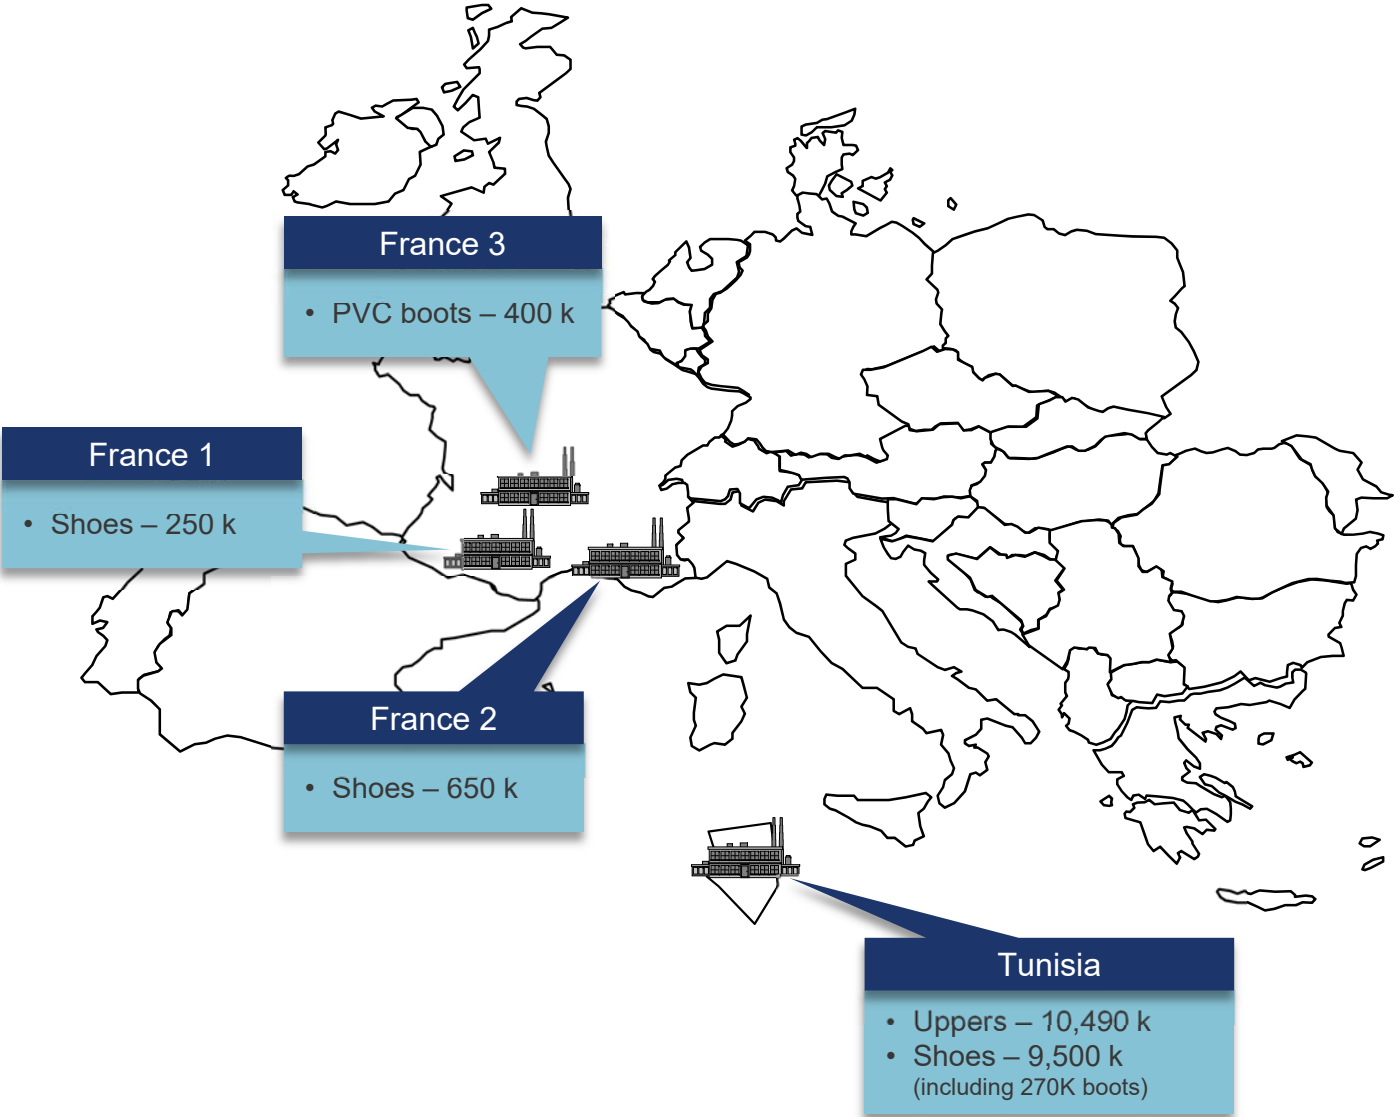 France 3
• PVC boots – 400 k
France 1
• Shoes – 250 k
France 2
• Shoes – 650 k
Tunisia
• Uppers – 10,490 k
• Shoes – 9,500 k
(including 270K boots)